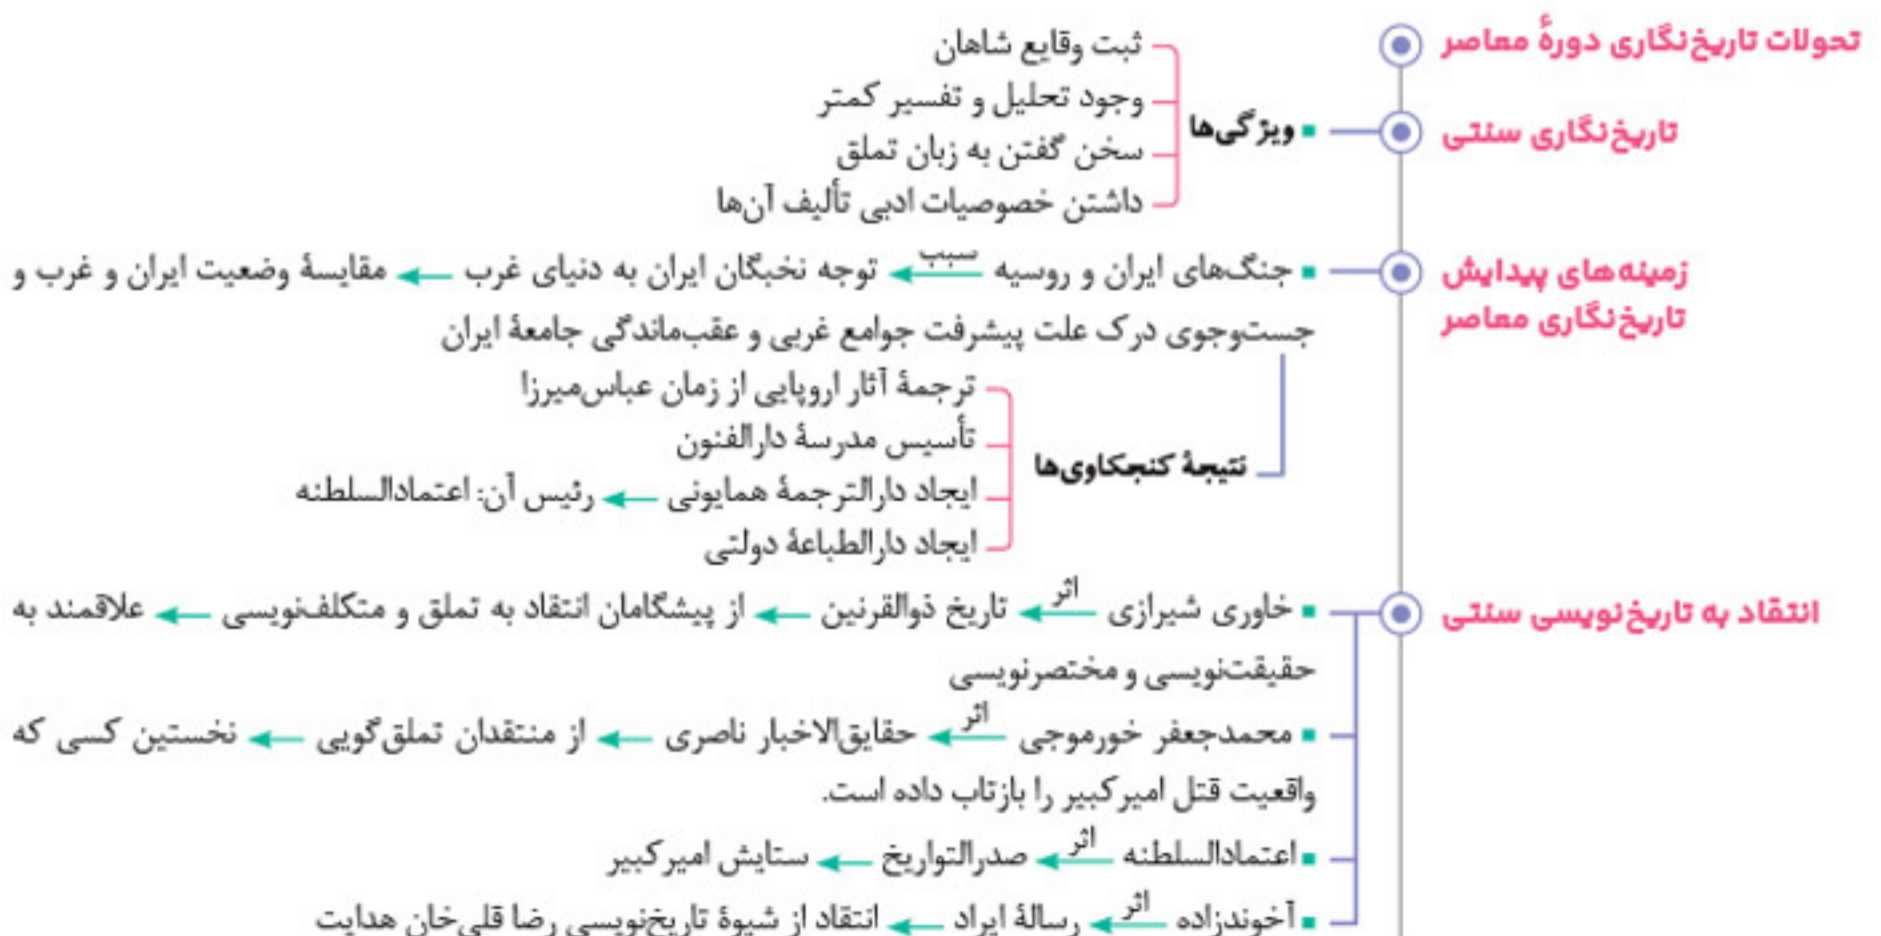 تحولات تاریخ‌نگاری دورهٔ معاصر
تاریخ‌نگاری سنتی
ویژگی‌ها
ثبت وقایع شاهان
وجود تحلیل و تفسیر کمتر
سخن گفتن به زبان تملق
داشتن خصوصیات ادبی تألیف آن‌ها
زمینه‌های پیدایش
تاریخ‌نگاری معاصر
جنگ‌های ایران و روسیه سبب توجه نخبگان ایران به دنیای غرب مقایسهٔ وضعیت ایران و غرب و
جست‌وجوی درک علت پیشرفت جوامع غربی و عقب‌ماندگی جامعهٔ ایران
نتیجهٔ کنجکاوی‌ها
ترجمهٔ آثار اروپایی از زمان عباس‌میرزا
تأسیس مدرسهٔ دارالفنون
ایجاد دارالترجمهٔ همایونی رئیس آن: اعتمادالسلطنه
ایجاد دارالطباعهٔ دولتی
انتقاد به تاریخ‌نویسی سنتی
خاوری شیرازی اثر تاریخ ذوالقرنین از پیشگامان انتقاد به تملق و متکلف‌نویسی علاقمند به
حقیقت‌نویسی و مختصرنویسی
محمدجعفر خورموجی اثر حقایق‌الاخبار ناصری از منتقدان تملق‌گویی نخستین کسی که
واقعیت قتل امیرکبیر را بازتاب داده است.
اعتمادالسلطنه اثر صدرالتواریخ ستایش امیرکبیر
آخوندزاده اثر رسالهٔ ایراد انتقاد از شیوهٔ تاریخ‌نویسی رضا قلی‌خان هدایت